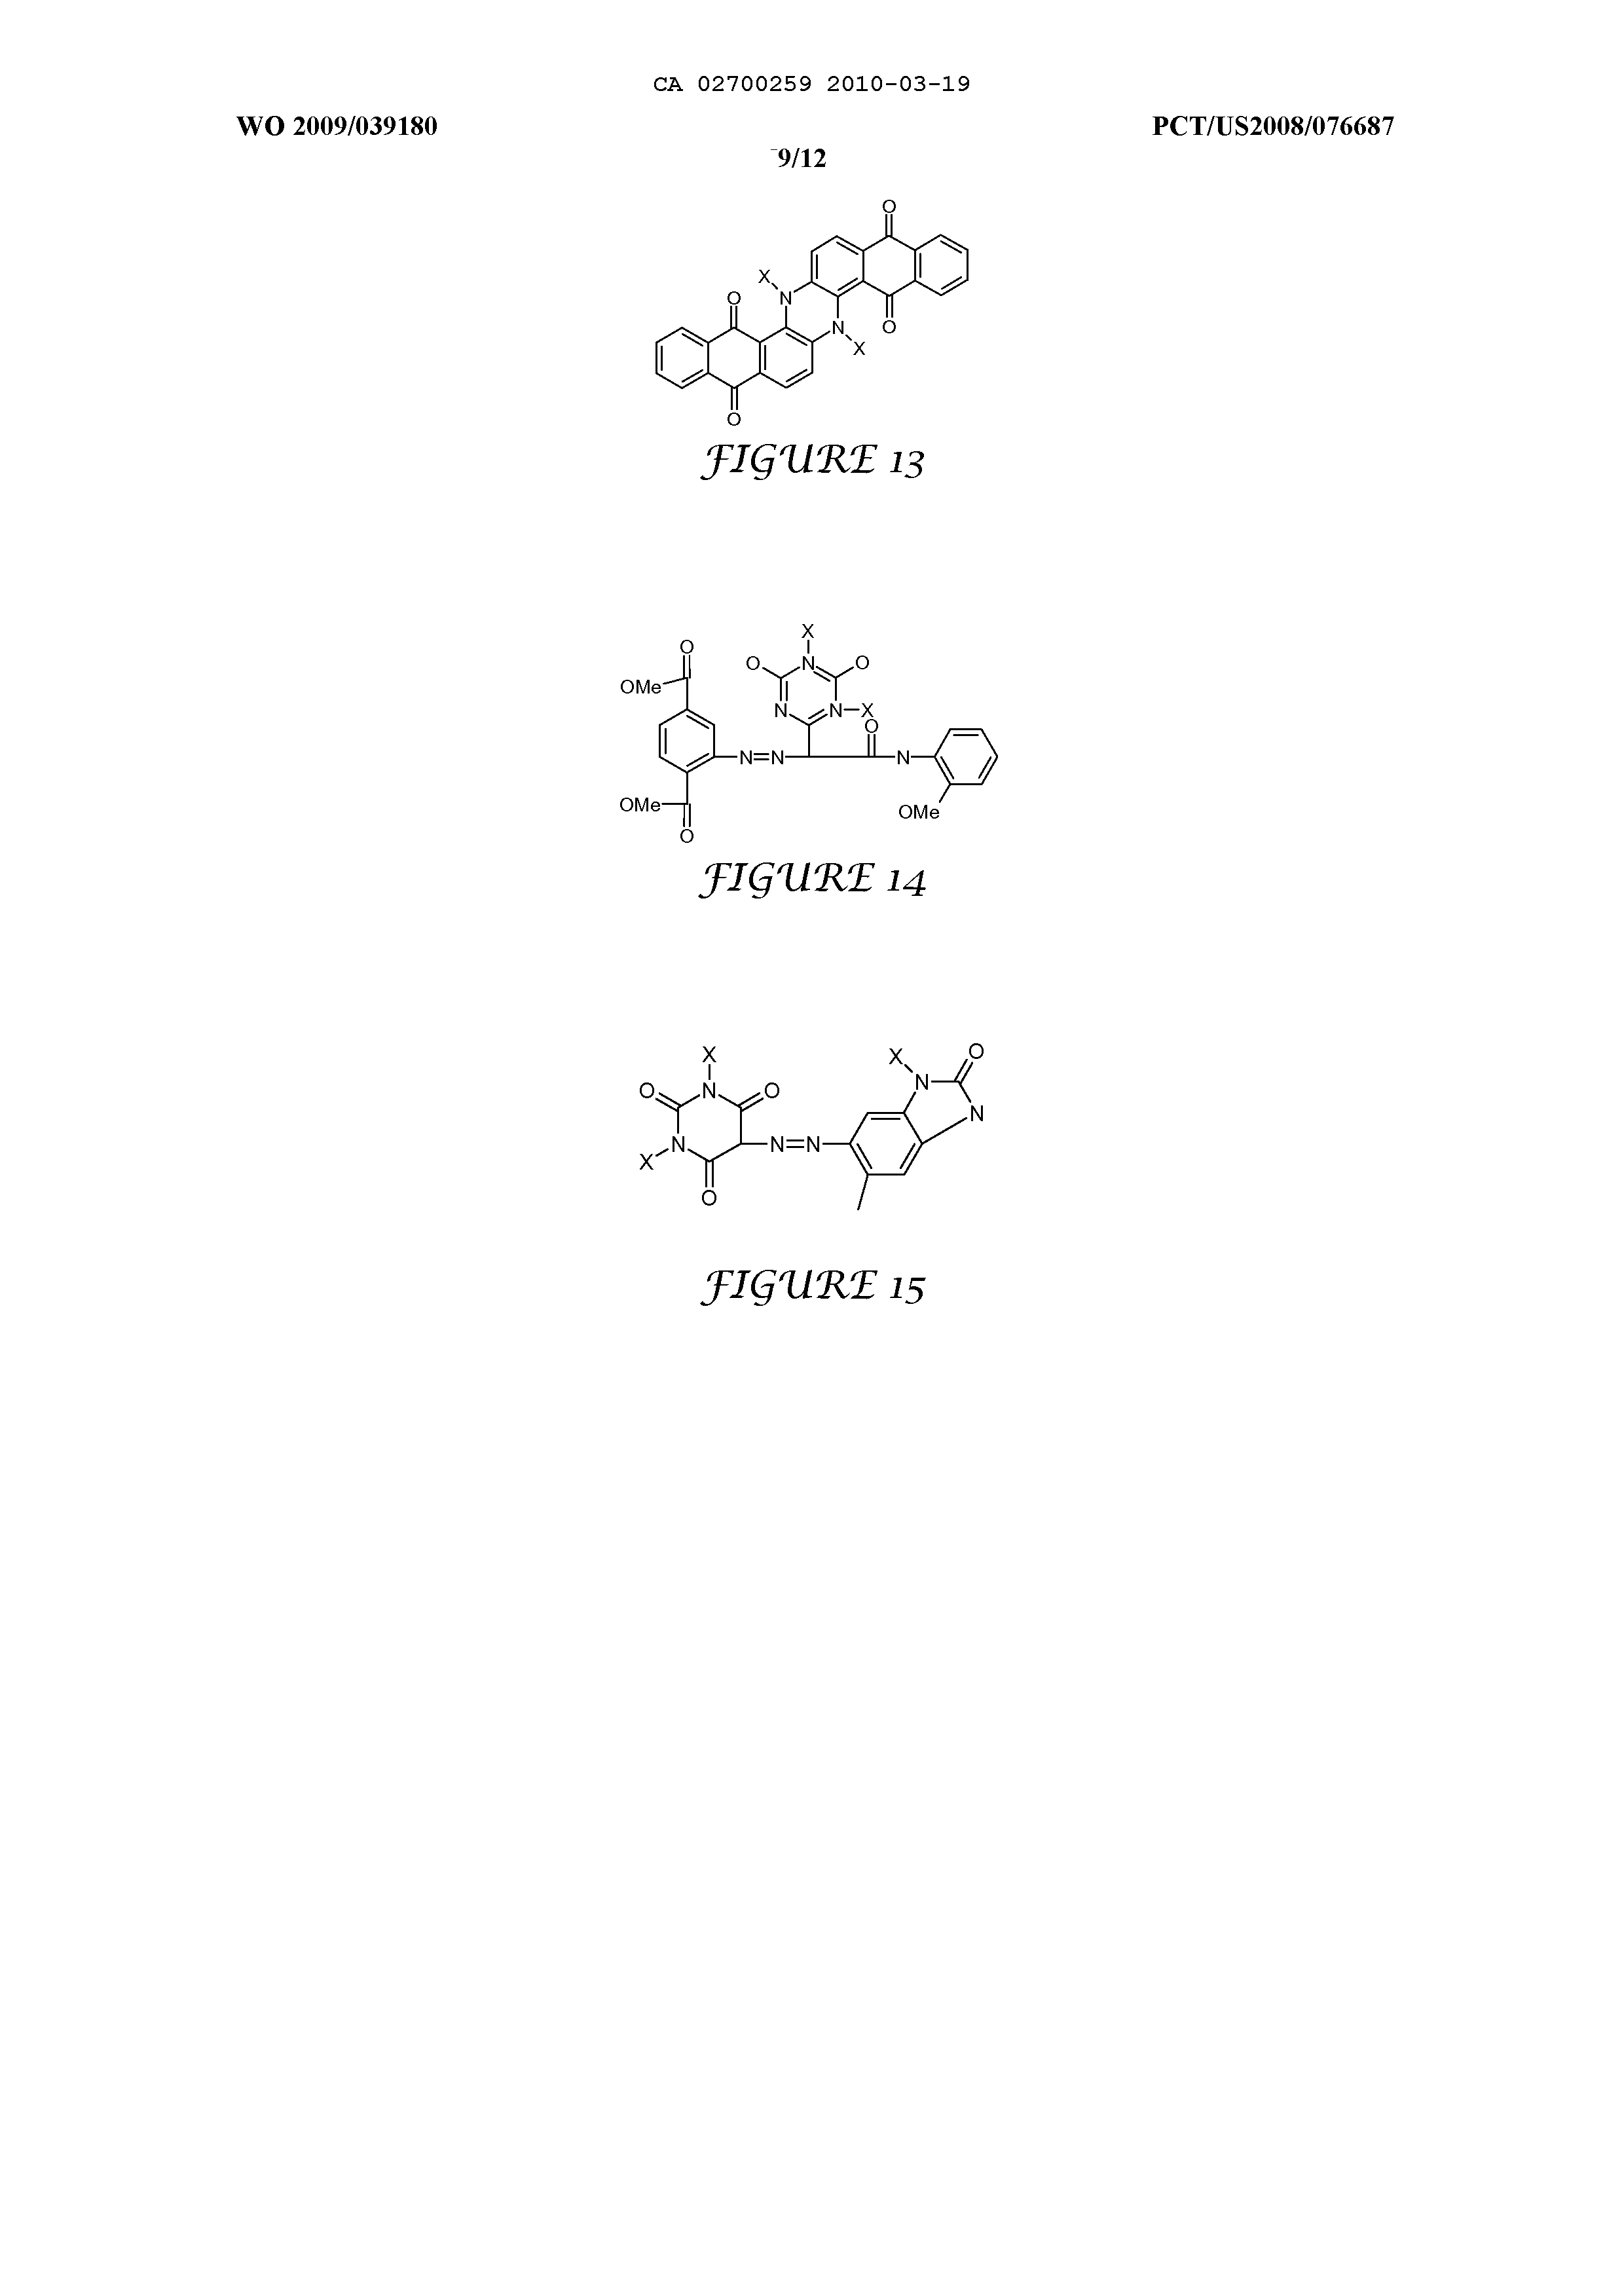 CA 02700259 2010-03-19
WO 2009/039180 PCT/US2008/076687
9/12
O
X
N
O
O
N
X
O
FIGURE 13
X
O
O N O
OMe
N N X
O
N=N N
OMe OMe
O
FIGURE 14
X X O
O N O N
N
N N=N
X
O
FIGURE 15